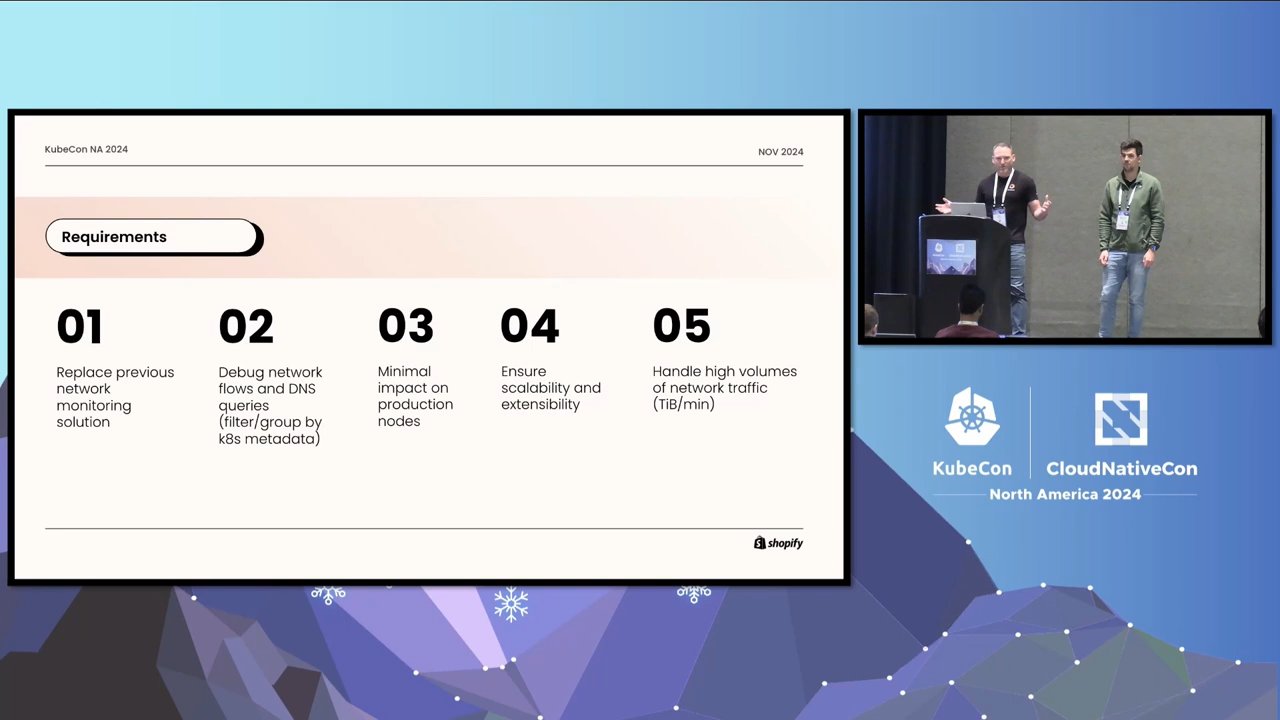 KubeCon NA 2024
NOV 2024
Requirements
01
Replace previous
network
monitoring
solution
02
Debug network
flows and DNS
queries
(filter/group by
k8s metadata)
03
Minimal
impact on
production
nodes
04
Ensure
scalability and
extensibility
05
Handle high volumes
of network traffic
(TiB/min)
shopify
KubeCon
CloudNativeCon
North America 2024